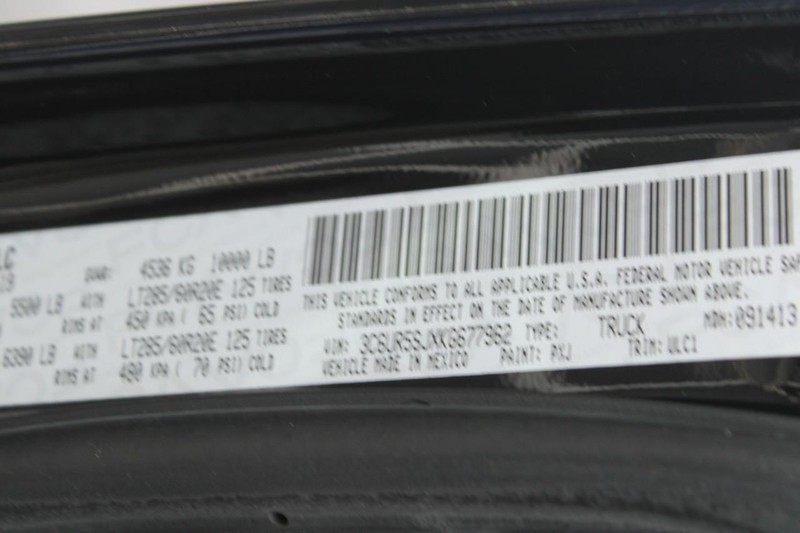 LC
GVWR: 4536 KG 10000 LB
5500 LB WITH LT285/60R20E 125 TIRES
RIMS AT 450 KPA ( 65 PSI) COLD
6390 LB WITH LT285/60R20E 125 TIRES
RIMS AT 480 KPA ( 70 PSI) COLD
THIS VEHICLE CONFORMS TO ALL APPLICABLE U.S.A. FEDERAL MOTOR VEHICLE SAF
STANDARDS IN EFFECT ON THE DATE OF MANUFACTURE SHOWN ABOVE.
VIN: 3C6UR5SJXKG677962 TYPE: TRUCK MDH: 091413
VEHICLE MADE IN MEXICO PAINT: PXJ TRIM: ULC1